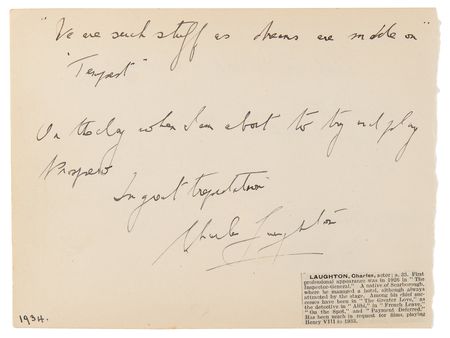 "We are such stuff as dreams are made on"
"Tempest"
On the day when I am about to try and play
Prospero
In great trepidation
Charles Laughton
LAUGHTON, Charles, actor; a. 33. First
professional appearance was in 1926 in "The
Inspector-General." A native of Scarborough,
where he managed a hotel, although always
attracted by the stage. Among his chief suc-
cesses have been in "The Greater Love," as
the detective in "Alibi," in "French Leave,"
"On the Spot," and "Payment Deferred."
Has been much in request for films, playing
Henry VIII in 1933.
1934.